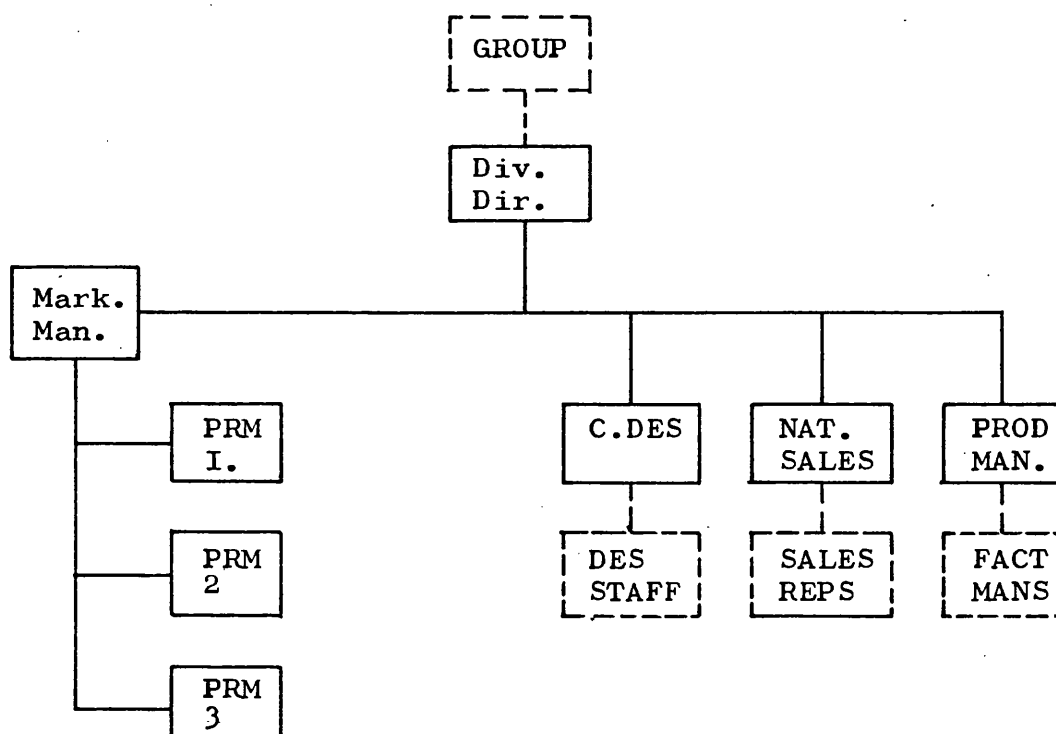 GROUP
Div.
Dir.
Mark.
Man.
PRM
I.
C.DES
NAT.
SALES
PROD
MAN.
PRM
2
DES
STAFF
SALES
REPS
FACT
MANS
PRM
3